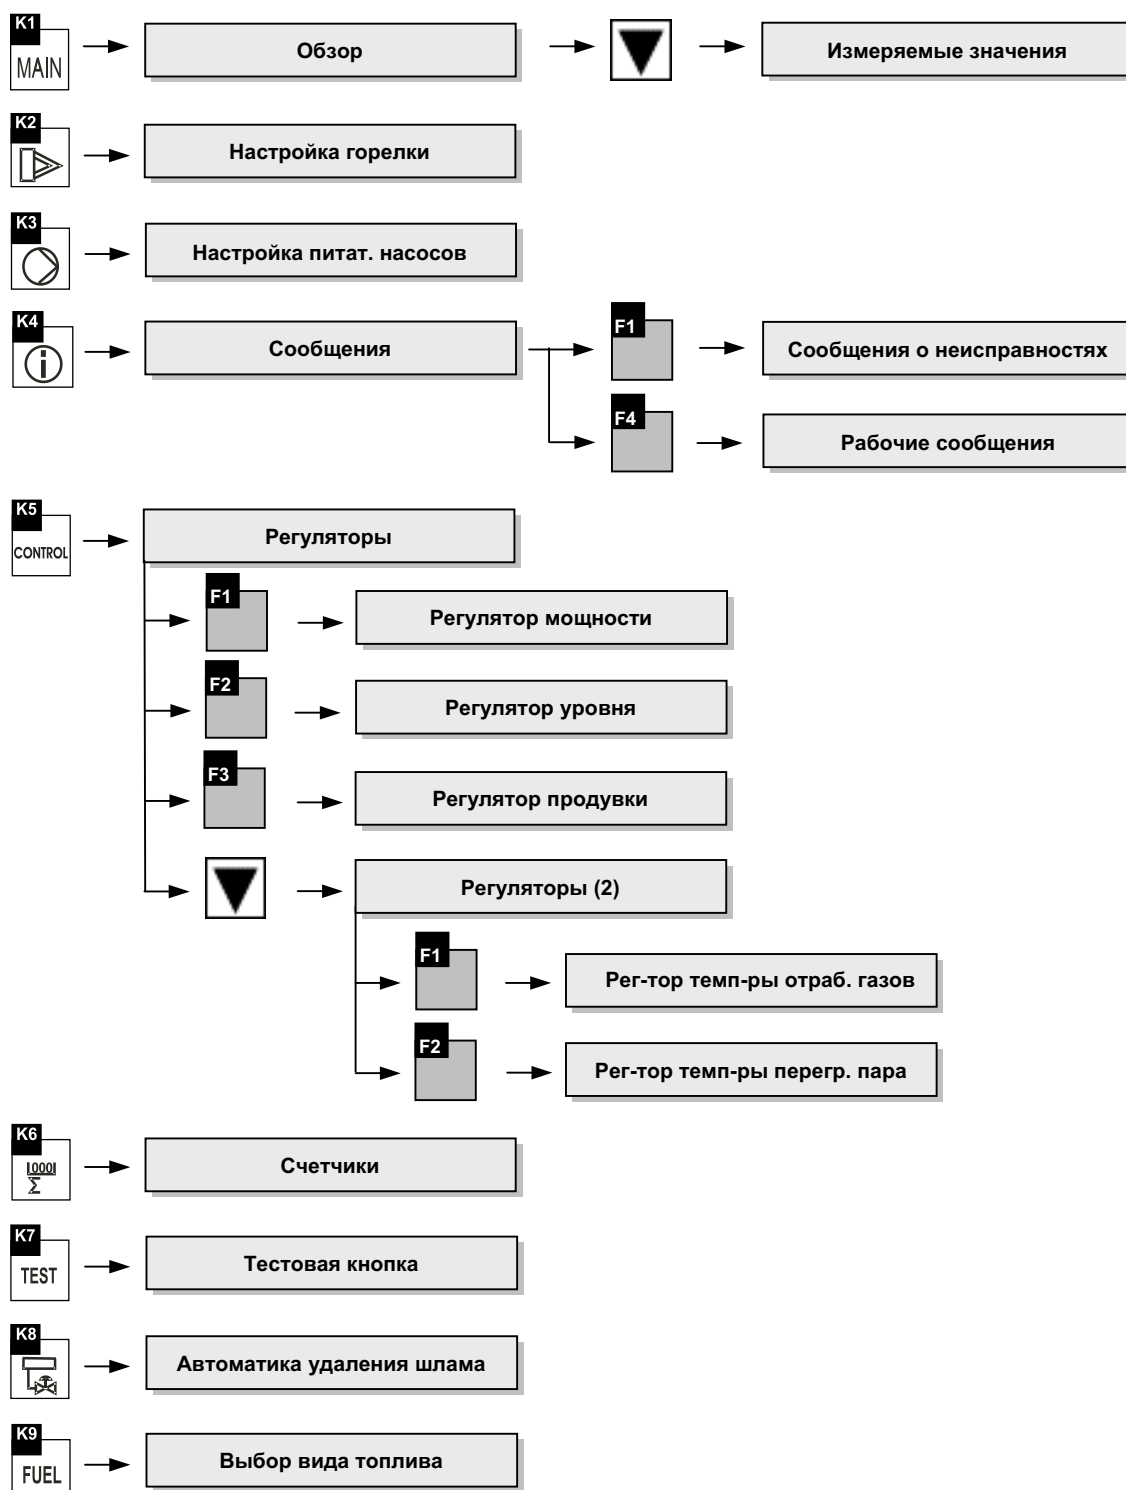 K1
MAIN
Обзор
Измеряемые значения
K2
Настройка горелки
K3
Настройка питат. насосов
K4
i
Сообщения
F1
Сообщения о неисправностях
F4
Рабочие сообщения
K5
CONTROL
Регуляторы
F1
Регулятор мощности
F2
Регулятор уровня
F3
Регулятор продувки
Регуляторы (2)
F1
Рег-тор темп-ры отраб. газов
F2
Рег-тор темп-ры перегр. пара
K6
0001
Σ
Счетчики
K7
TEST
Тестовая кнопка
K8
Автоматика удаления шлама
K9
FUEL
Выбор вида топлива